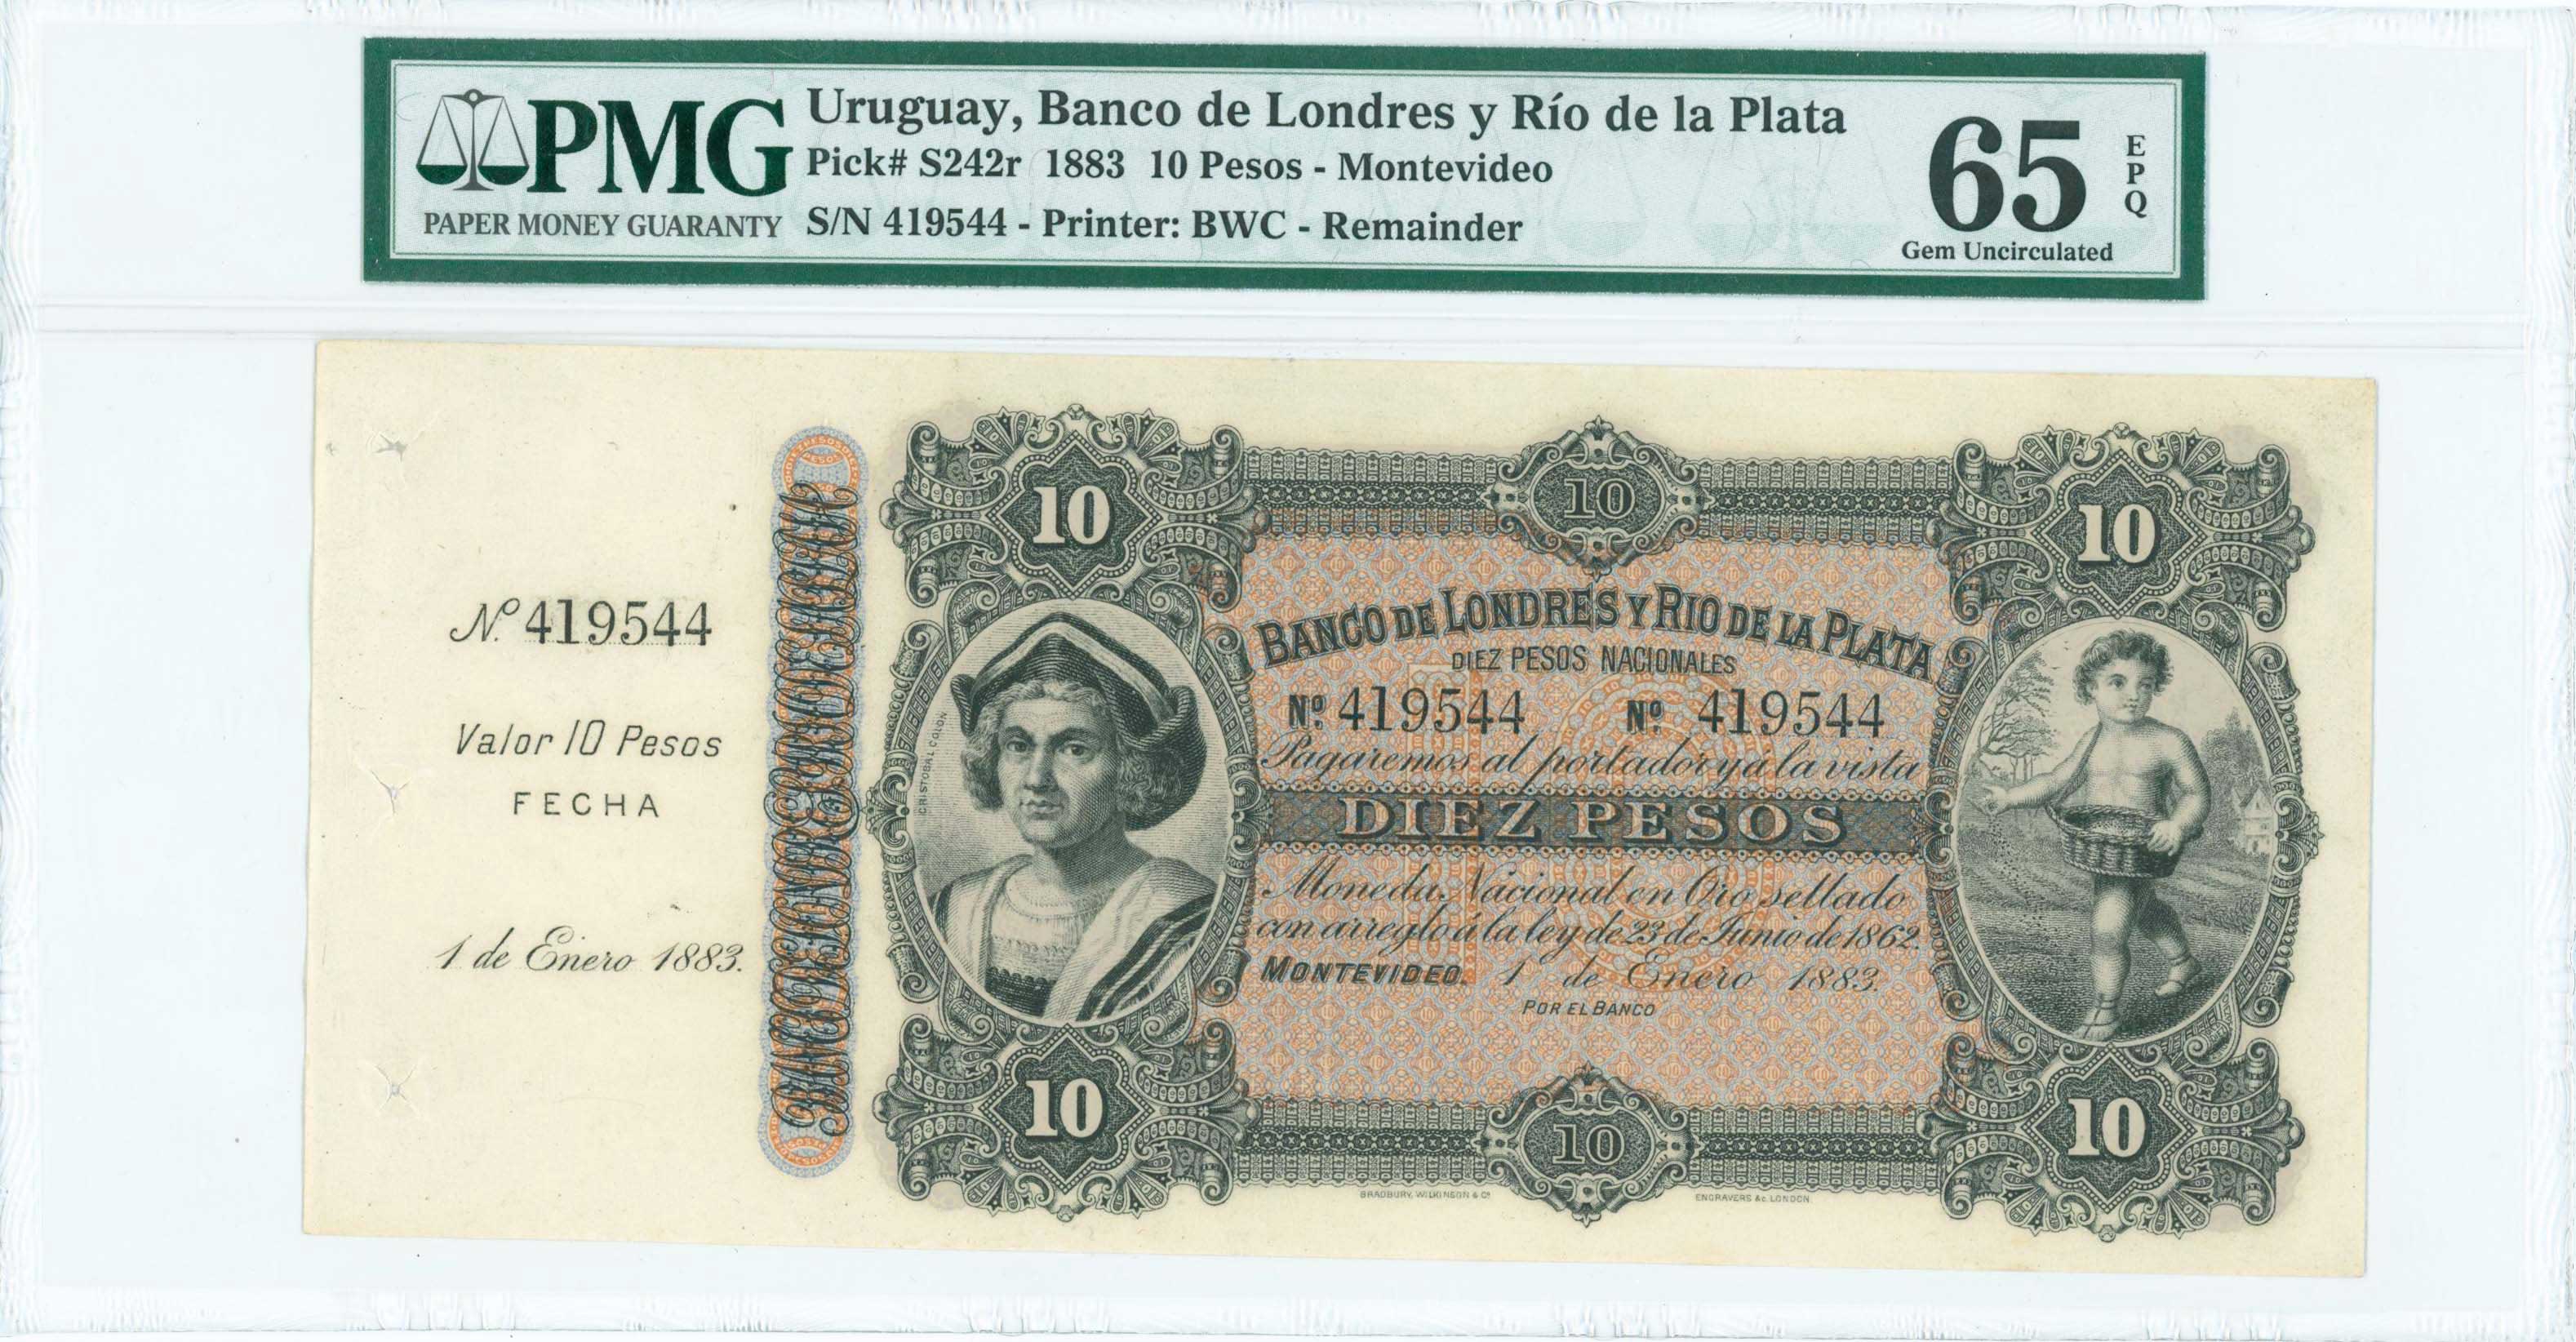 PMG
PAPER MONEY GUARANTY
Uruguay, Banco de Londres y Río de la Plata
Pick# S242r 1883 10 Pesos - Montevideo
S/N 419544 - Printer: BWC - Remainder
65
EPQ
Gem Uncirculated
Nº 419544
Valor 10 Pesos
FECHA
1 de Enero 1883.
10
10
10
CRISTOBAL COLON
BANCO DE LONDRES Y RIO DE LA PLATA
DIEZ PESOS NACIONALES
Nº 419544 Nº 419544
Pagaremos al portador y á la vista
DIEZ PESOS
Moneda Nacional en Oro sellado
con arreglo á la ley de 23 de Junio de 1862.
MONTEVIDEO. 1 de Enero 1883.
POR EL BANCO
10
10
10
BRADBURY, WILKINSON & Cº ENGRAVERS &c. LONDON